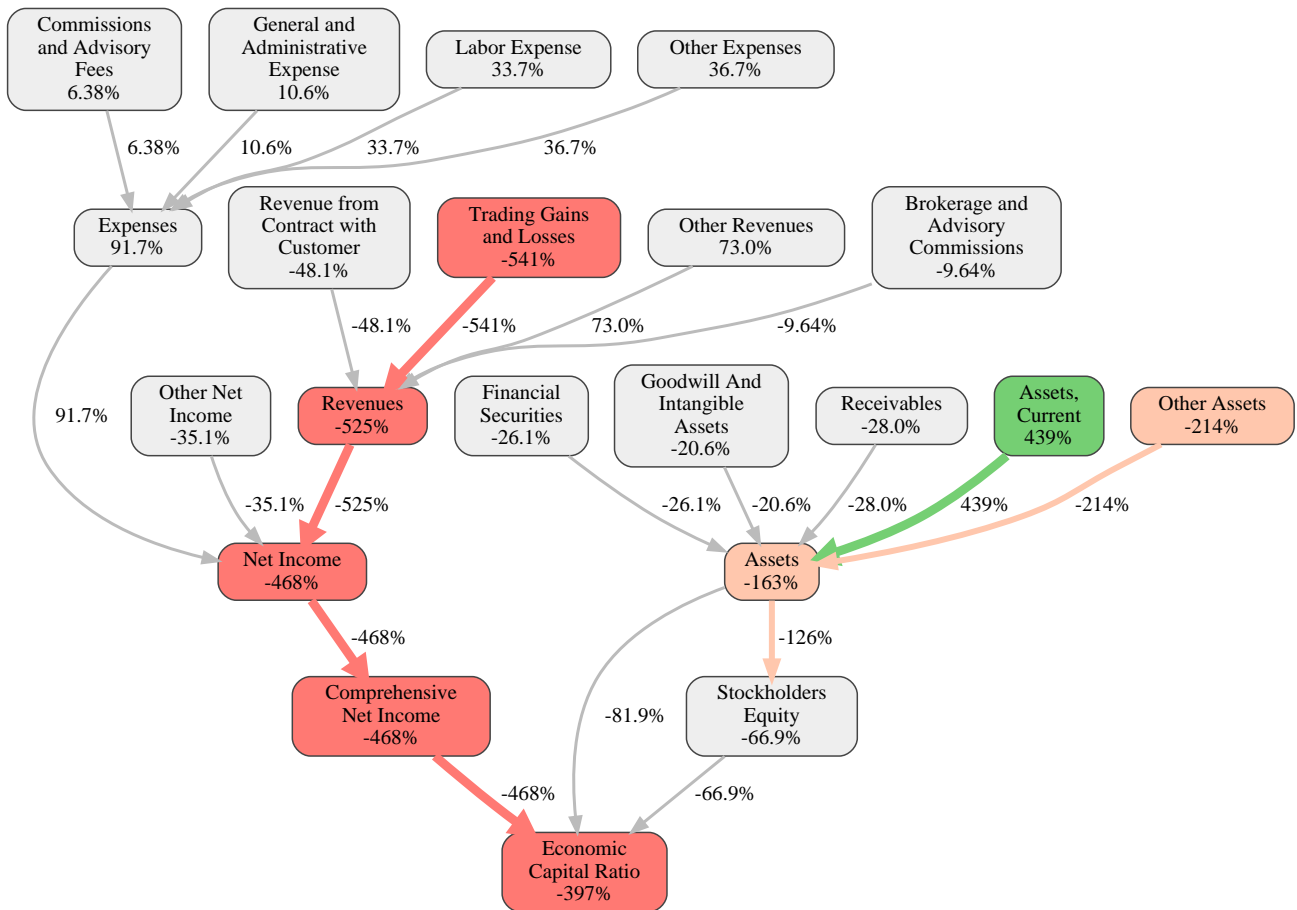 Commissions
and Advisory
Fees
6.38%
General and
Administrative
Expense
10.6%
Labor Expense
33.7%
Other Expenses
36.7%
6.38%
10.6%
33.7%
36.7%
Expenses
91.7%
Revenue from
Contract with
Customer
-48.1%
Trading Gains
and Losses
-541%
Other Revenues
73.0%
Brokerage and
Advisory
Commissions
-9.64%
-48.1%
-541%
73.0%
-9.64%
91.7%
Other Net
Income
-35.1%
Revenues
-525%
Financial
Securities
-26.1%
Goodwill And
Intangible
Assets
-20.6%
Receivables
-28.0%
Assets,
Current
439%
Other Assets
-214%
-35.1%
-525%
-26.1%
-20.6%
-28.0%
439%
-214%
Net Income
-468%
Assets
-163%
-468%
-126%
Comprehensive
Net Income
-468%
-81.9%
Stockholders
Equity
-66.9%
-468%
-66.9%
Economic
Capital Ratio
-397%